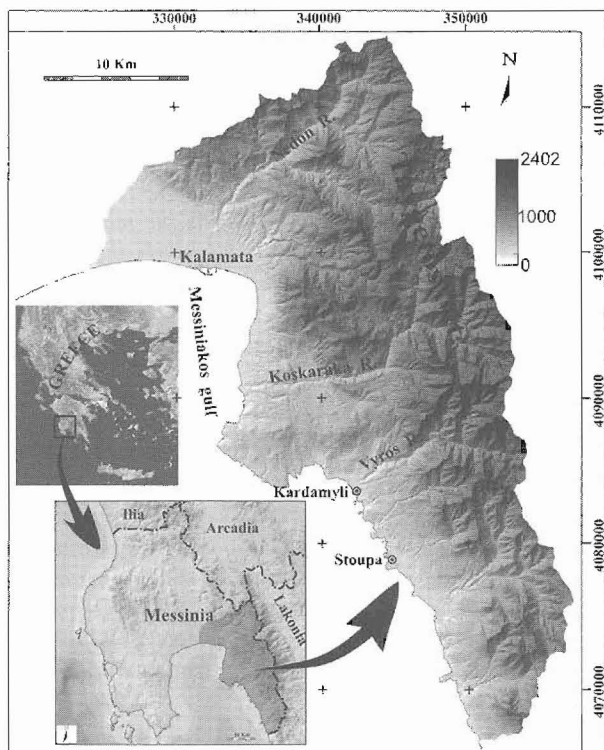 330000
340000
350000
10 Km
N
4110000
2402
1000
0
Kalamata
4100000
Messiniakos gulf
GREECE
Koskaraka R.
4090000
Vyros R.
Kardamyli
Ilia
Arcadia
Stoupa
4080000
Messinia
Lakonia
4070000